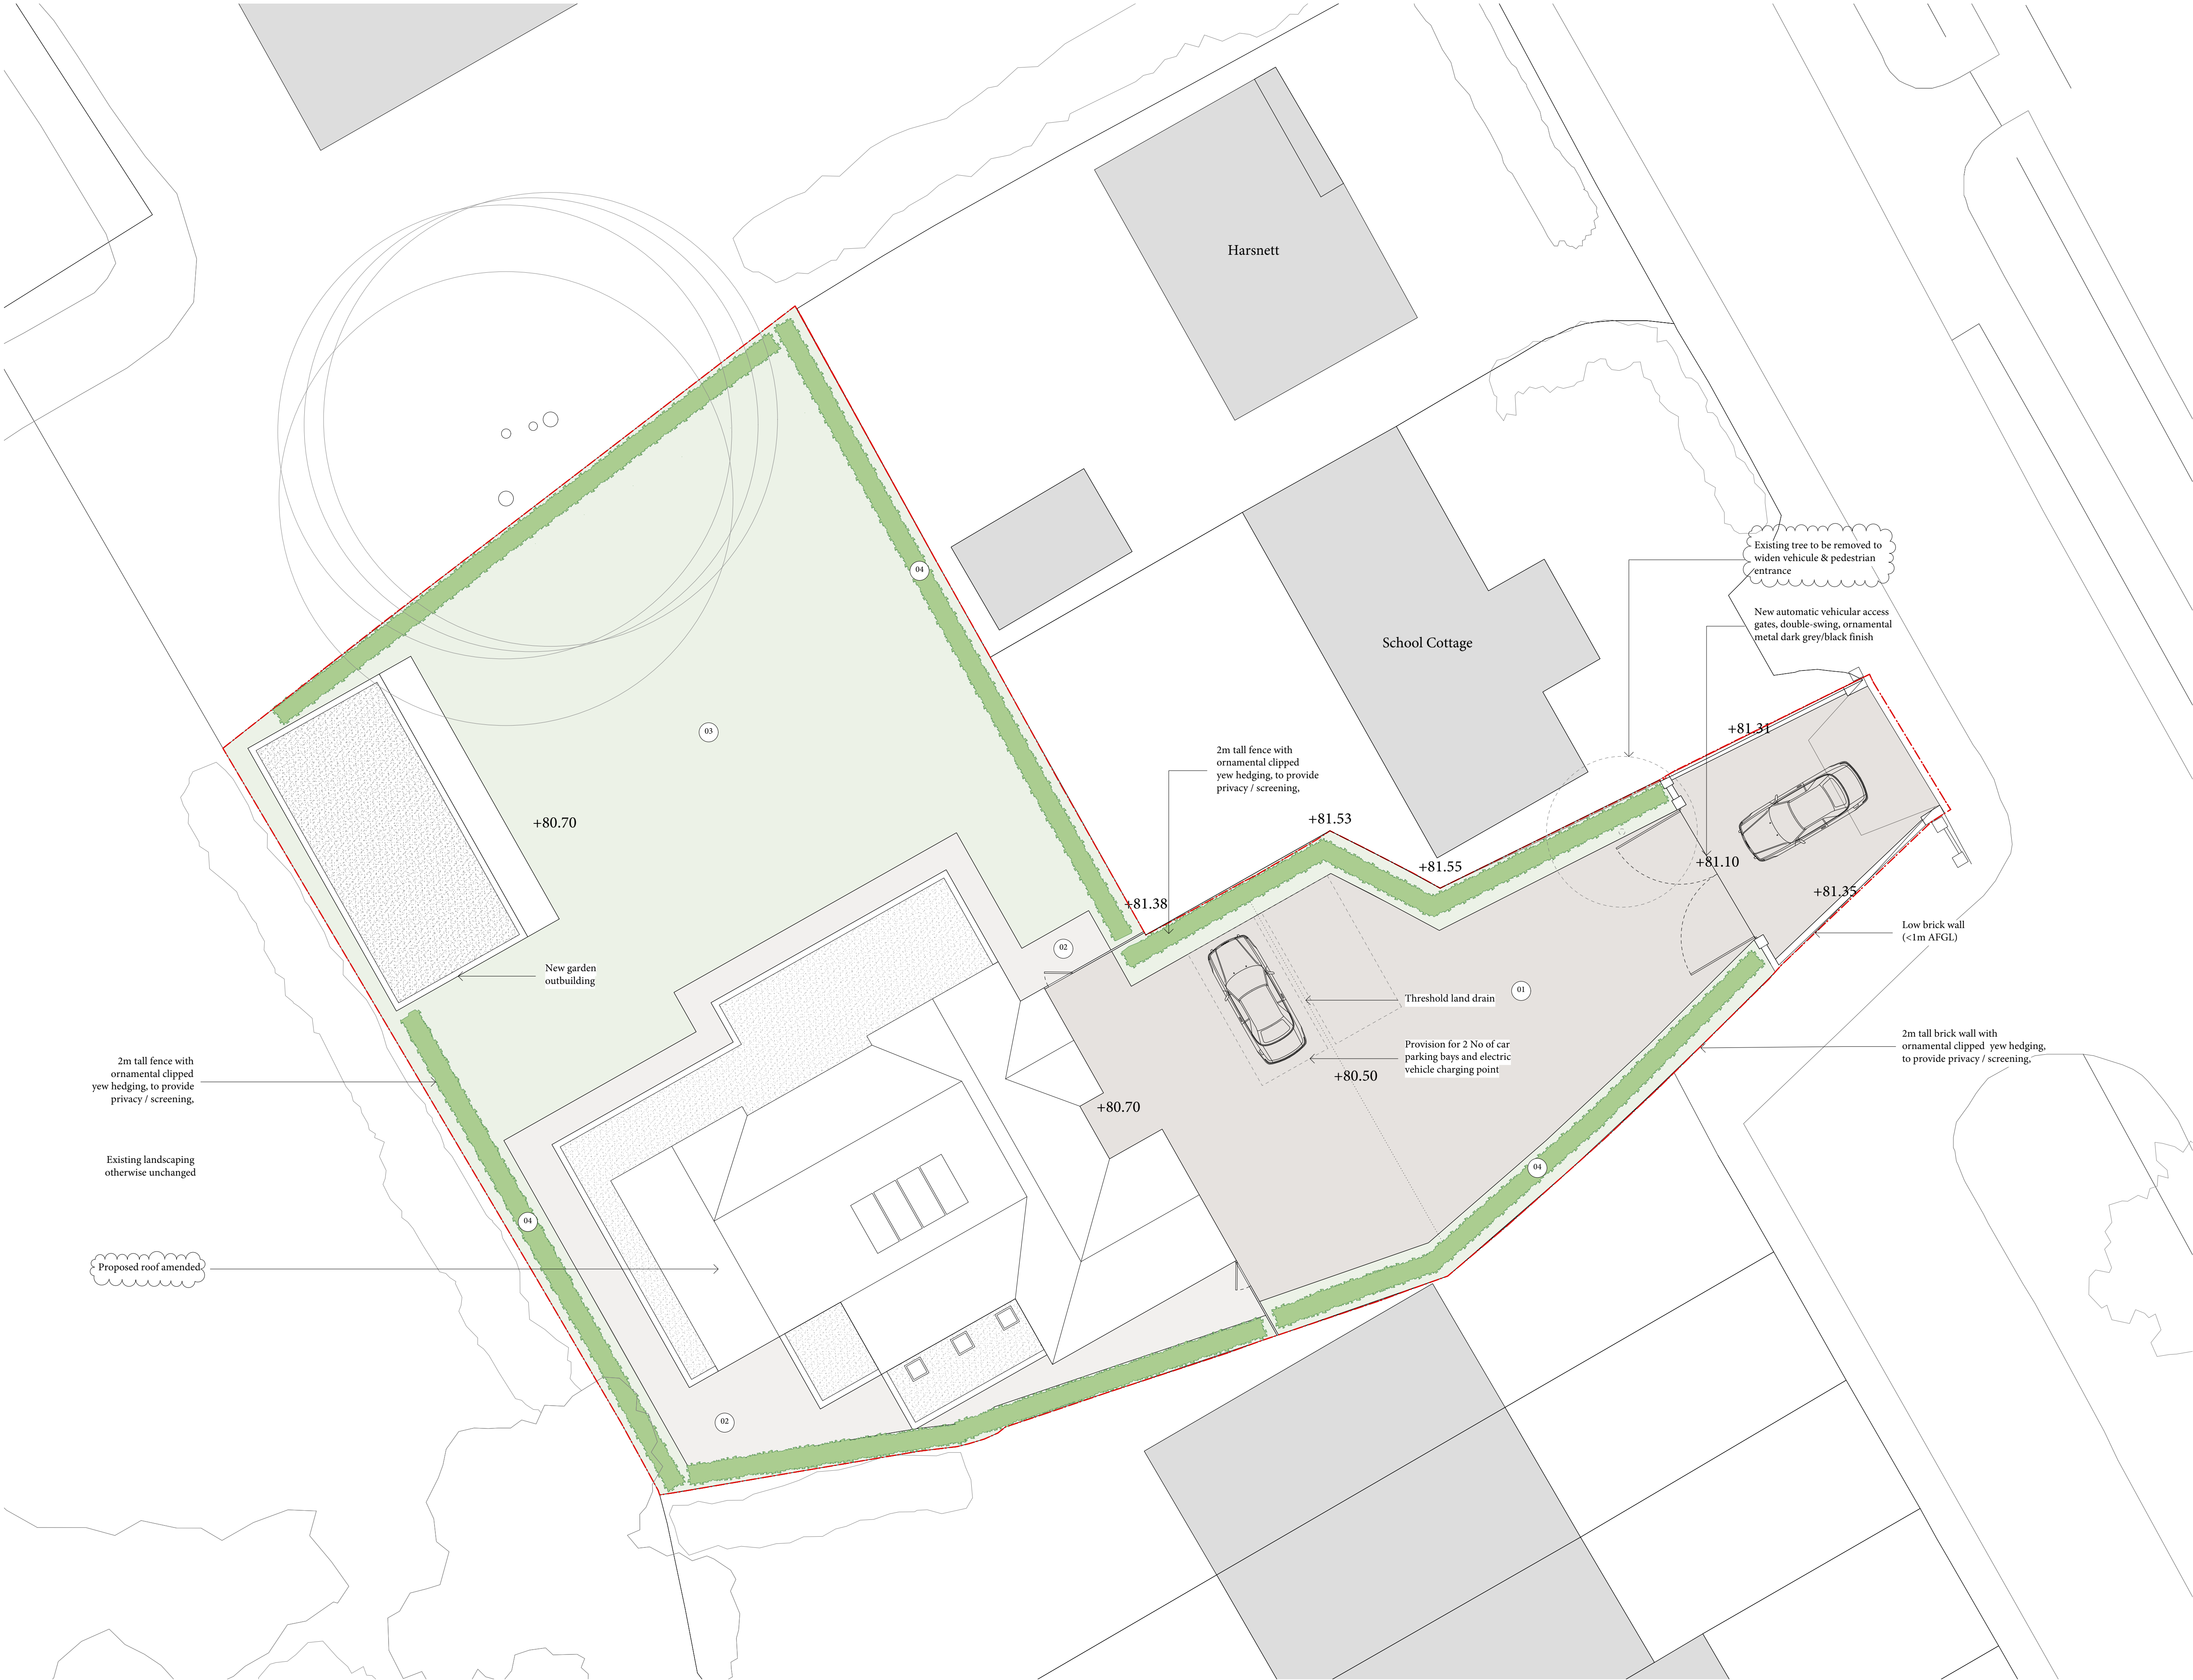 Harsnett
Existing tree to be removed to
widen vehicule & pedestrian
entrance
04
New automatic vehicular access
gates, double-swing, ornamental
metal dark grey/black finish
School Cottage
03
+81.31
2m tall fence with
ornamental clipped
yew hedging, to provide
privacy / screening,
+80.70
+81.53
+81.10
+81.55
+81.35
+81.38
Low brick wall
(<1m AFGL)
02
New garden
outbuilding
01
Threshold land drain
Provision for 2 No of car
parking bays and electric
vehicle charging point
2m tall brick wall with
ornamental clipped yew hedging,
to provide privacy / screening,
2m tall fence with
ornamental clipped
yew hedging, to provide
privacy / screening,
+80.50
+80.70
Existing landscaping
otherwise unchanged
04
04
Proposed roof amended
02